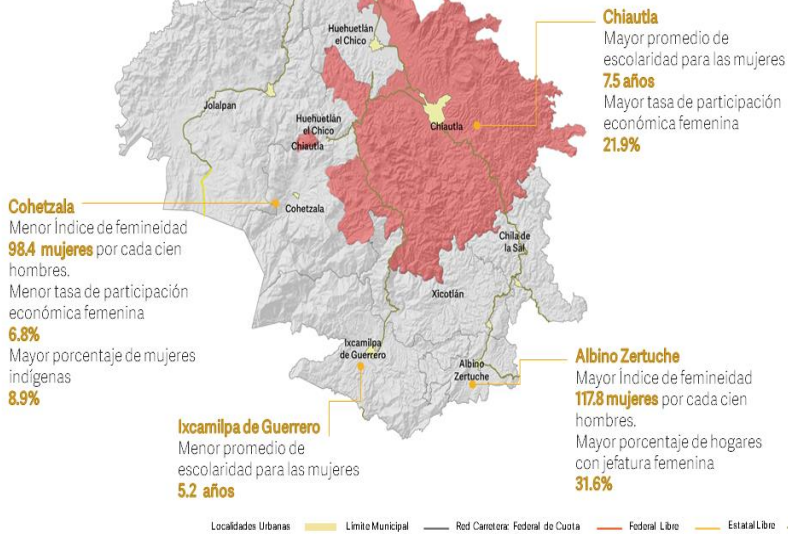 Chiautla
Mayor promedio de
escolaridad para las mujeres
7.5 años
Mayor tasa de participación
económica femenina
21.9%
Huehuetlán
el Chico
Jolalpan
Huehuetlán
el Chico
Chiautla
Chiautla
Cohetzala
Chila de
la Sal
Xicotlán
Ixcamilpa
de Guerrero
Albino
Zertuche
Cohetzala
Menor Índice de femineidad
98.4 mujeres por cada cien
hombres.
Menor tasa de participación
económica femenina
6.8%
Mayor porcentaje de mujeres
indígenas
8.9%
Ixcamilpa de Guerrero
Menor promedio de
escolaridad para las mujeres
5.2 años
Albino Zertuche
Mayor Índice de femineidad
117.8 mujeres por cada cien
hombres.
Mayor porcentaje de hogares
con jefatura femenina
31.6%
Localidades Urbanas Límite Municipal Red Carretera: Federal de Cuota Federal Libre Estatal Libre